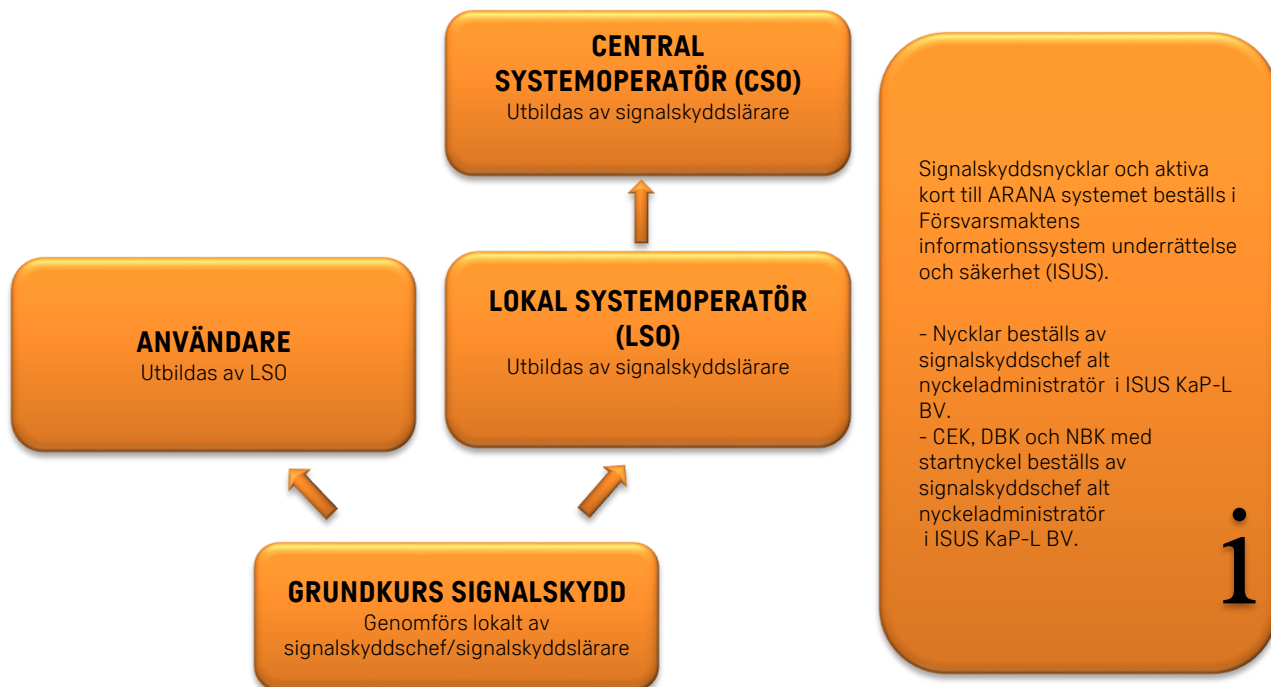 CENTRAL
SYSTEMOPERATÖR (CSO)
Utbildas av signalskyddslärare
ANVÄNDARE
Utbildas av LSO
LOKAL SYSTEMOPERATÖR
(LSO)
Utbildas av signalskyddslärare
GRUNDKURS SIGNALSKYDD
Genomförs lokalt av
signalskyddschef/signalskyddslärare
Signalskyddsnycklar och aktiva
kort till ARANA systemet beställs i
Försvarsmaktens
informationssystem underrättelse
och säkerhet (ISUS).
- Nycklar beställs av
signalskyddschef alt
nyckeladministratör i ISUS KaP-L
BV.
- CEK, DBK och NBK med
startnyckel beställs av
signalskyddschef alt
nyckeladministratör
i ISUS KaP-L BV.
i